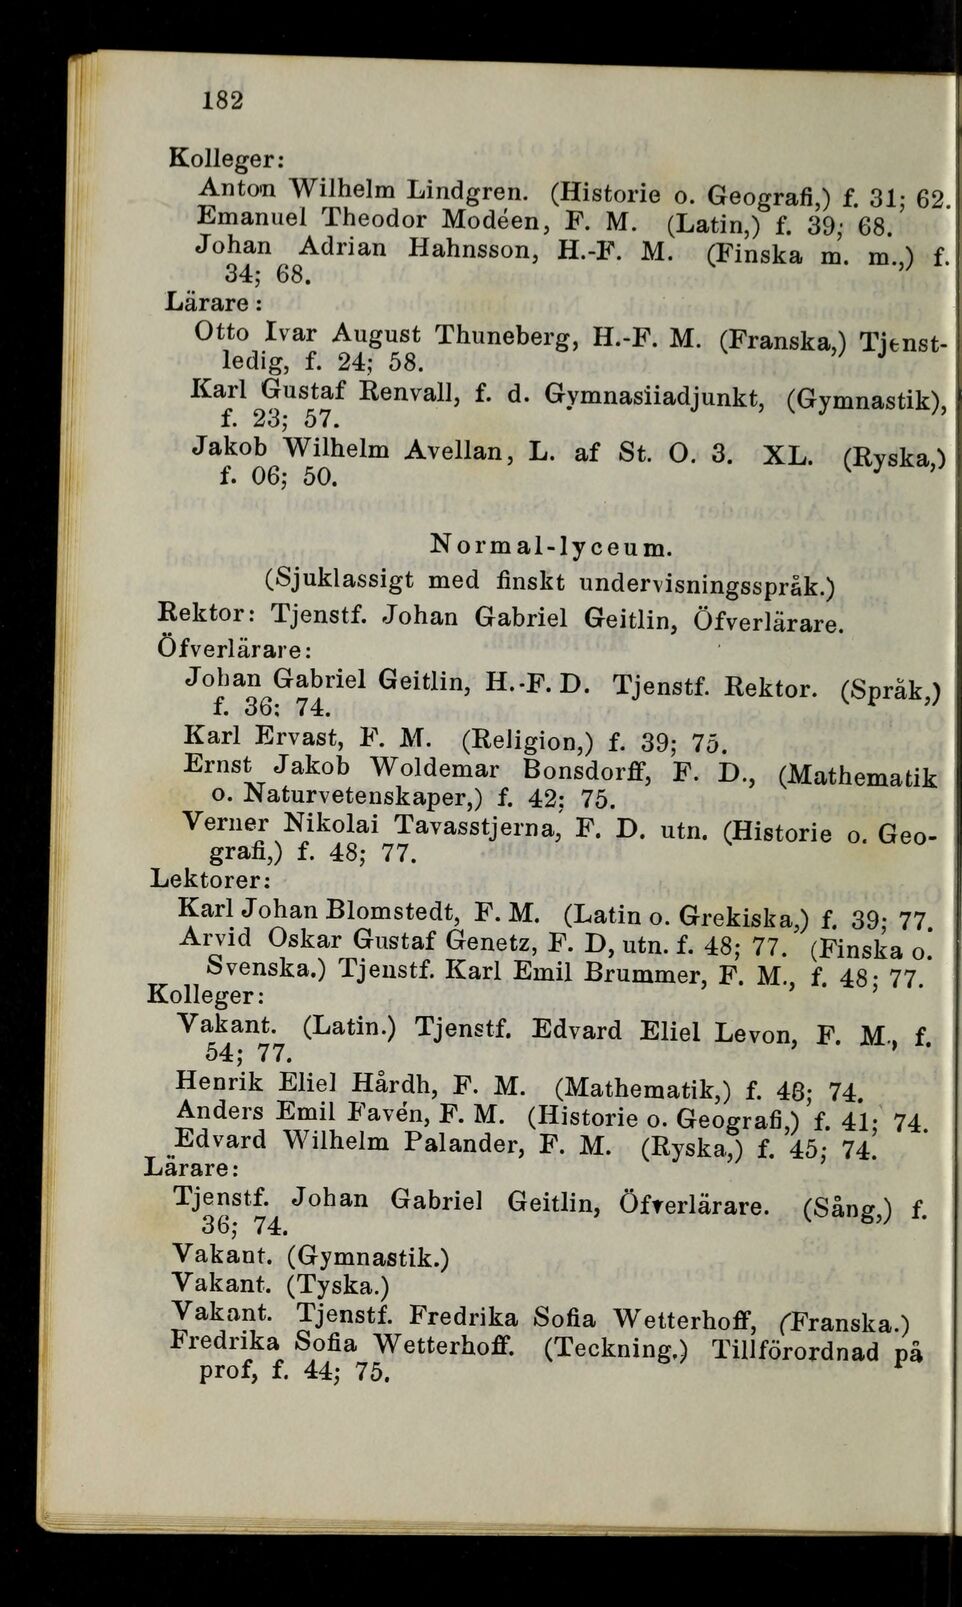 182
Kolleger:
Anton Wilhelm Lindgren. (Historie o. Geografi,) f. 31; 62.
Emanuel Theodor Modéen, F. M. (Latin,) f. 39; 68.
Johan Adrian Hahnsson, H.-F. M. (Finska m. m.,) f.
34; 68.
Lärare:
Otto Ivar August Thuneberg, H.-F. M. (Franska,) Tjenst-
ledig, f. 24; 58.
Karl Gustaf Renvall, f. d. Gymnasiiadjunkt, (Gymnastik),
f. 23; 57.
Jakob Wilhelm Avellan, L. af St. O. 3. XL. (Ryska,)
f. 06; 50.
Normal-lyceum.
(Sjuklassigt med finskt undervisningsspråk.)
Rektor: Tjenstf. Johan Gabriel Geitlin, Öfverlärare.
Öfverlärare:
Johan Gabriel Geitlin, H.-F. D. Tjenstf. Rektor. (Språk,)
f. 36; 74.
Karl Ervast, F. M. (Religion,) f. 39; 75.
Ernst Jakob Woldemar Bonsdorff, F. D., (Mathematik
o. Naturvetenskaper,) f. 42; 75.
Verner Nikolai Tavasstjerna, F. D. utn. (Historie o. Geo-
grafi,) f. 48; 77.
Lektorer:
Karl Johan Blomstedt, F. M. (Latin o. Grekiska,) f. 39; 77.
Arvid Oskar Gustaf Genetz, F. D, utn. f. 48; 77. (Finska o.
Svenska.) Tjenstf. Karl Emil Brummer, F. M., f. 48; 77.
Kolleger:
Vakant. (Latin.) Tjenstf. Edvard Eliel Levon, F. M., f.
54; 77.
Henrik Eliel Hårdh, F. M. (Mathematik,) f. 43; 74.
Anders Emil Favén, F. M. (Historie o. Geografi,) f. 41; 74.
Edvard Wilhelm Palander, F. M. (Ryska,) f. 45; 74.
Lärare:
Tjenstf. Johan Gabriel Geitlin, Öfverlärare. (Sång,) f.
36; 74.
Vakant. (Gymnastik.)
Vakant. (Tyska.)
Vakant. Tjenstf. Fredrika Sofia Wetterhoff, (Franska.)
Fredrika Sofia Wetterhoff. (Teckning,) Tillförordnad på
prof, f. 44; 75.